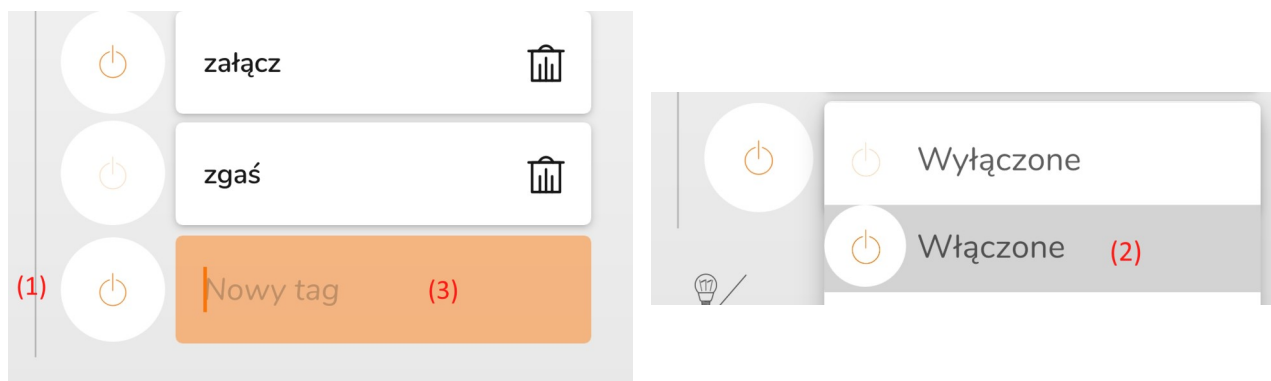 załącz
zgaś
(1)
Nowy tag
(3)
Wyłączone
Włączone
(2)